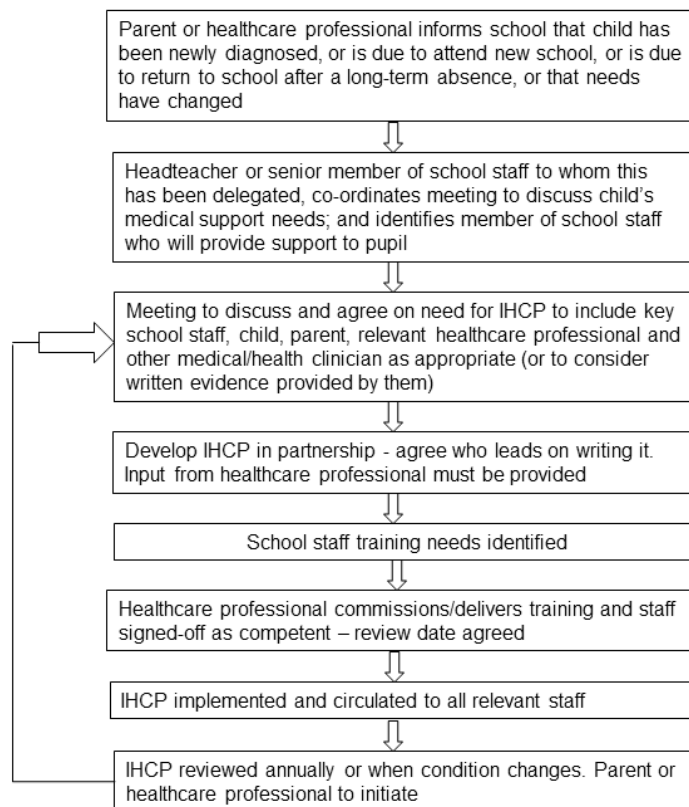 Parent or healthcare professional informs school that child has
been newly diagnosed, or is due to attend new school, or is due
to return to school after a long-term absence, or that needs
have changed
Headteacher or senior member of school staff to whom this
has been delegated, co-ordinates meeting to discuss child's
medical support needs; and identifies member of school staff
who will provide support to pupil
Meeting to discuss and agree on need for IHCP to include key
school staff, child, parent, relevant healthcare professional and
other medical/health clinician as appropriate (or to consider
written evidence provided by them)
Develop IHCP in partnership - agree who leads on writing it.
Input from healthcare professional must be provided
School staff training needs identified
Healthcare professional commissions/delivers training and staff
signed-off as competent – review date agreed
IHCP implemented and circulated to all relevant staff
IHCP reviewed annually or when condition changes. Parent or
healthcare professional to initiate